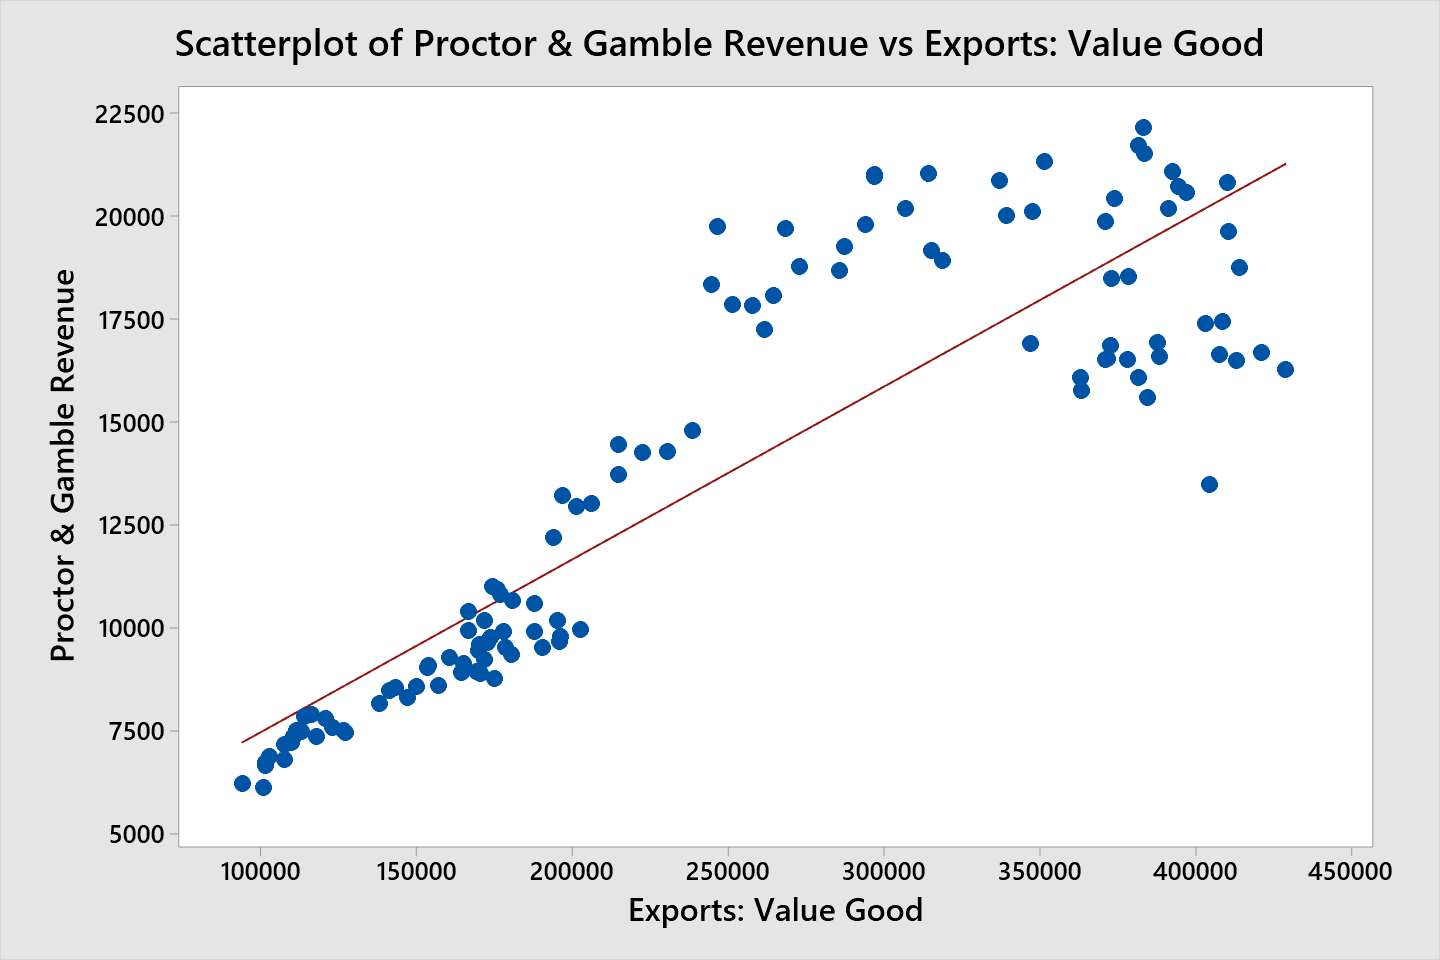 Scatterplot of Proctor & Gamble Revenue vs Exports: Value Good
Proctor & Gamble Revenue
22500
20000
17500
15000
12500
10000
7500
5000
100000 150000 200000 250000 300000 350000 400000 450000
Exports: Value Good